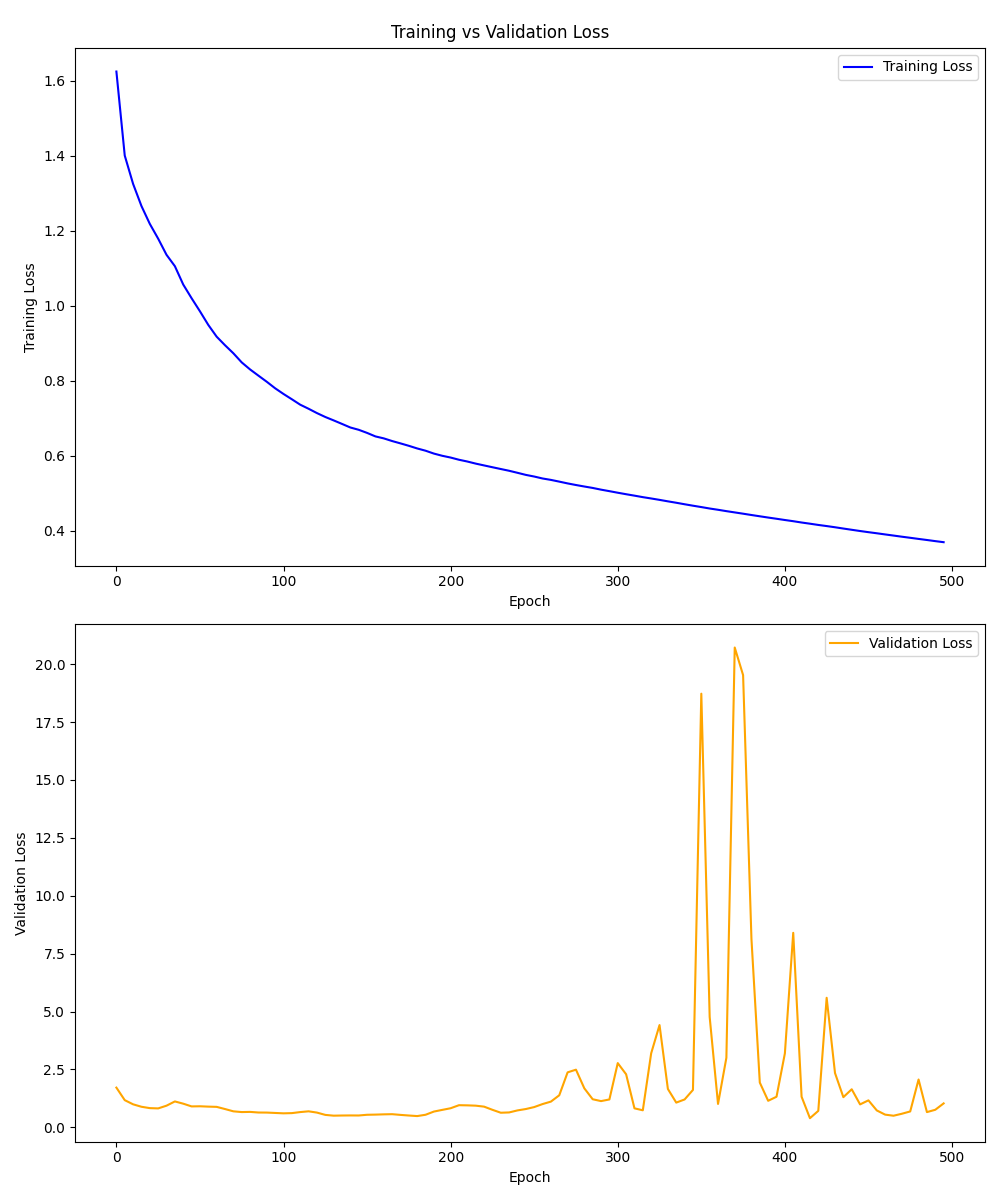 Training vs Validation Loss
Training Loss
1.6
1.4
1.2
1.0
0.8
0.6
0.4
Training Loss
0 100 200 300 400 500
Epoch
Validation Loss
20.0
17.5
15.0
12.5
10.0
7.5
5.0
2.5
0.0
Validation Loss
0 100 200 300 400 500
Epoch